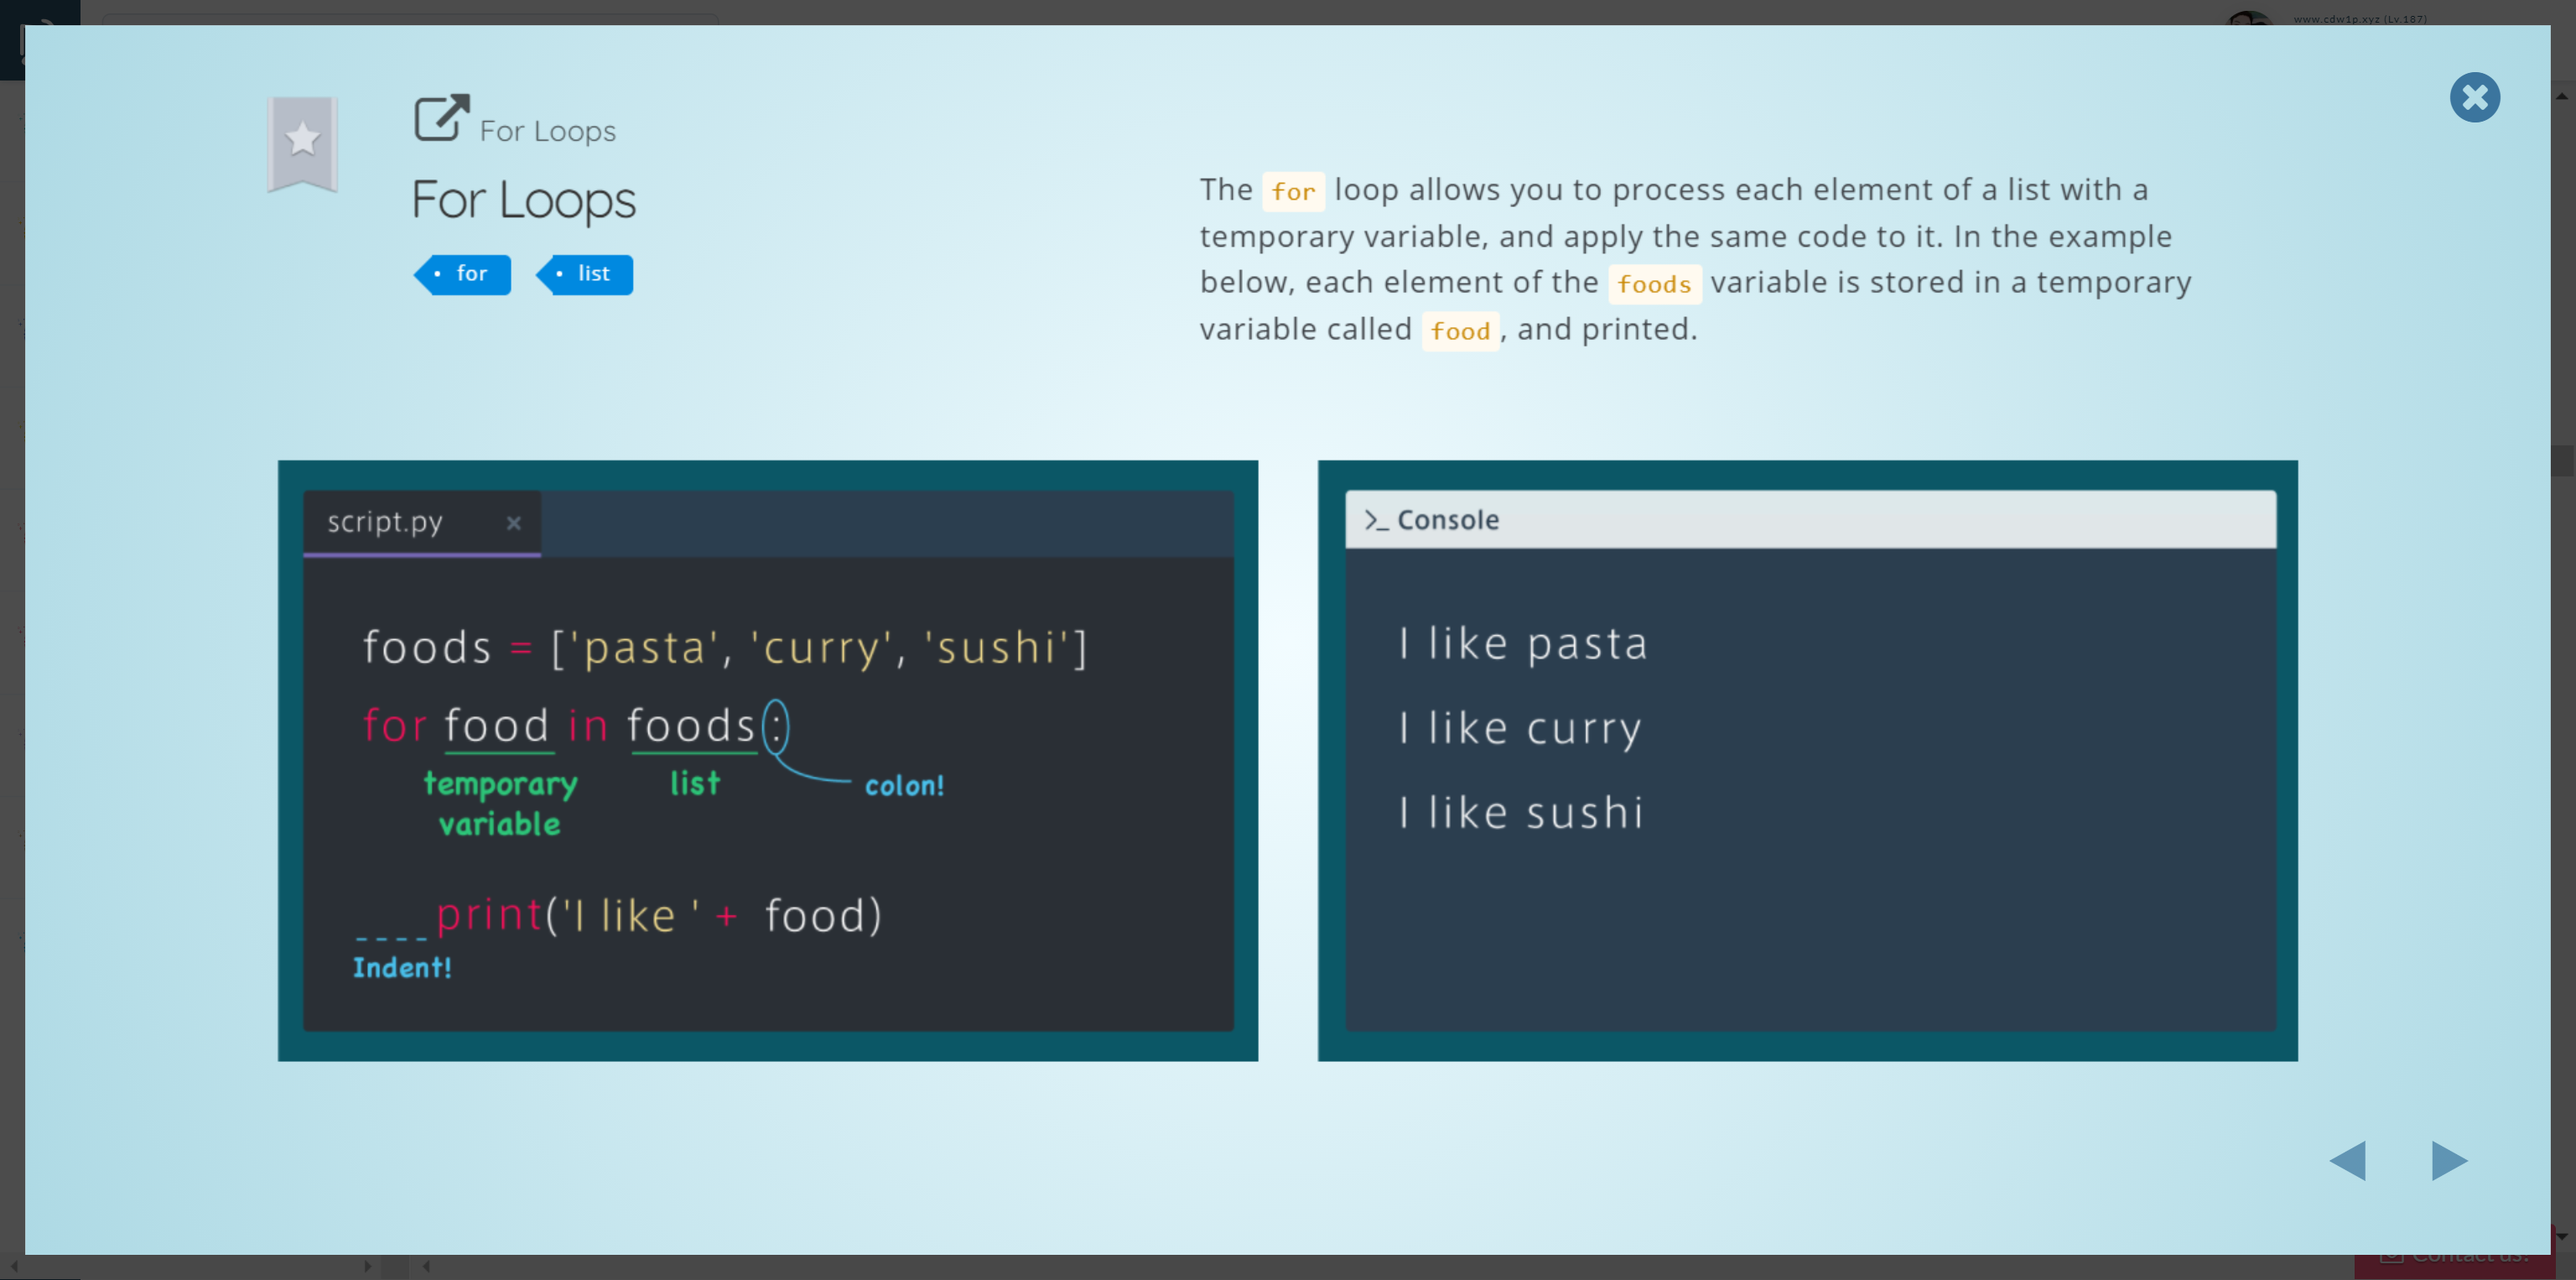 www.cdw1p.xyz (Lv.187)
For Loops
For Loops
for
list
The for loop allows you to process each element of a list with a
temporary variable, and apply the same code to it. In the example
below, each element of the foods variable is stored in a temporary
variable called food, and printed.
script.py ×
foods = ['pasta', 'curry', 'sushi']
for food in foods:
temporary list colon!
variable
print('I like ' + food)
Indent!
>_ Console
I like pasta
I like curry
I like sushi
Contact us!